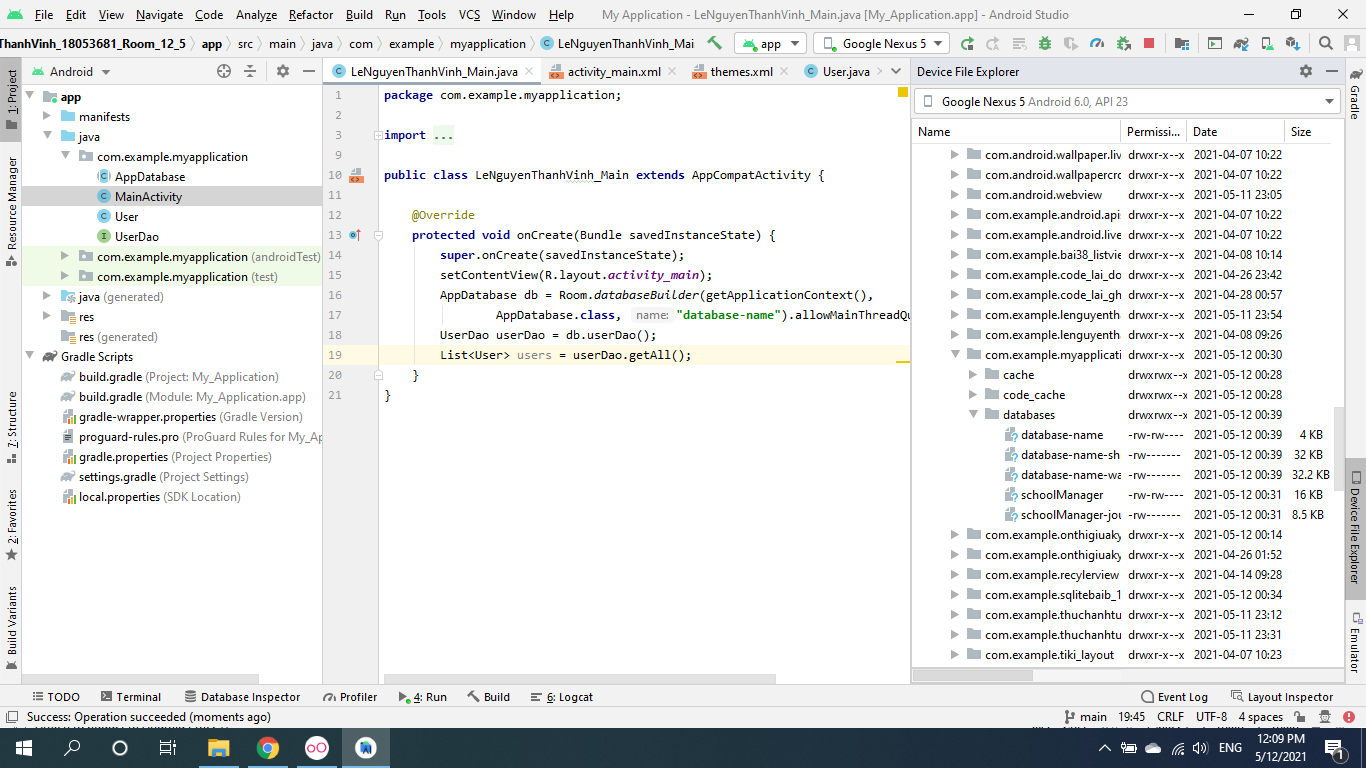 File Edit View Navigate Code Analyze Refactor Build Run Tools VCS Window Help My Application - LeNguyenThanhVinh_Main.java [My_Application.app] - Android Studio
ThanhVinh_18053681_Room_12_5 app src main java com example myapplication LeNguyenThanhVinh_Mai app Google Nexus 5
1: Project
Resource Manager
7: Structure
2: Favorites
Build Variants
Android
app
manifests
java
com.example.myapplication
AppDatabase
MainActivity
User
UserDao
com.example.myapplication (androidTest)
com.example.myapplication (test)
java (generated)
res
res (generated)
Gradle Scripts
build.gradle (Project: My_Application)
build.gradle (Module: My_Application.app)
gradle-wrapper.properties (Gradle Version)
proguard-rules.pro (ProGuard Rules for My_Ap
gradle.properties (Project Properties)
settings.gradle (Project Settings)
local.properties (SDK Location)
LeNguyenThanhVinh_Main.java activity_main.xml themes.xml User.java
1 package com.example.myapplication;
2
3 import ...
9
10 public class LeNguyenThanhVinh_Main extends AppCompatActivity {
11
12 @Override
13 protected void onCreate(Bundle savedInstanceState) {
14 super.onCreate(savedInstanceState);
15 setContentView(R.layout.activity_main);
16 AppDatabase db = Room.databaseBuilder(getApplicationContext(),
17 AppDatabase.class, name: "database-name").allowMainThreadQu
18 UserDao userDao = db.userDao();
19 List<User> users = userDao.getAll();
20 }
21 }
Device File Explorer
Google Nexus 5 Android 6.0, API 23
Name Permissi... Date Size
com.android.wallpaper.liv drwxr-x--x 2021-04-07 10:22
com.android.wallpapercro drwxr-x--x 2021-04-07 10:22
com.android.webview drwxr-x--x 2021-05-11 23:05
com.example.android.apis drwxr-x--x 2021-04-07 10:22
com.example.android.live drwxr-x--x 2021-04-07 10:22
com.example.bai38_listvie drwxr-x--x 2021-04-08 10:14
com.example.code_lai_do drwxr-x--x 2021-04-26 23:42
com.example.code_lai_gh drwxr-x--x 2021-04-28 00:57
com.example.lenguyenth drwxr-x--x 2021-05-11 23:54
com.example.lenguyentha drwxr-x--x 2021-04-08 09:26
com.example.myapplicati drwxr-x--x 2021-05-12 00:30
cache drwxrwx--x 2021-05-12 00:28
code_cache drwxrwx--x 2021-05-12 00:28
databases drwxrwx--x 2021-05-12 00:39
database-name -rw-rw---- 2021-05-12 00:39 4 KB
database-name-sh -rw------- 2021-05-12 00:39 32 KB
database-name-wa -rw------- 2021-05-12 00:39 32.2 KB
schoolManager -rw-rw---- 2021-05-12 00:31 16 KB
schoolManager-jou -rw------- 2021-05-12 00:31 8.5 KB
com.example.onthigiuaky drwxr-x--x 2021-05-12 00:14
com.example.onthigiuaky drwxr-x--x 2021-04-26 01:52
com.example.recylerview drwxr-x--x 2021-04-14 09:28
com.example.sqlitebaib_1 drwxr-x--x 2021-05-12 00:34
com.example.thuchanhtu drwxr-x--x 2021-05-11 23:12
com.example.thuchanhtu drwxr-x--x 2021-05-11 23:31
com.example.tiki_layout drwxr-x--x 2021-04-07 10:23
Gradle
Device File Explorer
Emulator
TODO Terminal Database Inspector Profiler 4: Run Build 6: Logcat Event Log Layout Inspector
Success: Operation succeeded (moments ago) main 19:45 CRLF UTF-8 4 spaces
ENG 12:09 PM
5/12/2021 1